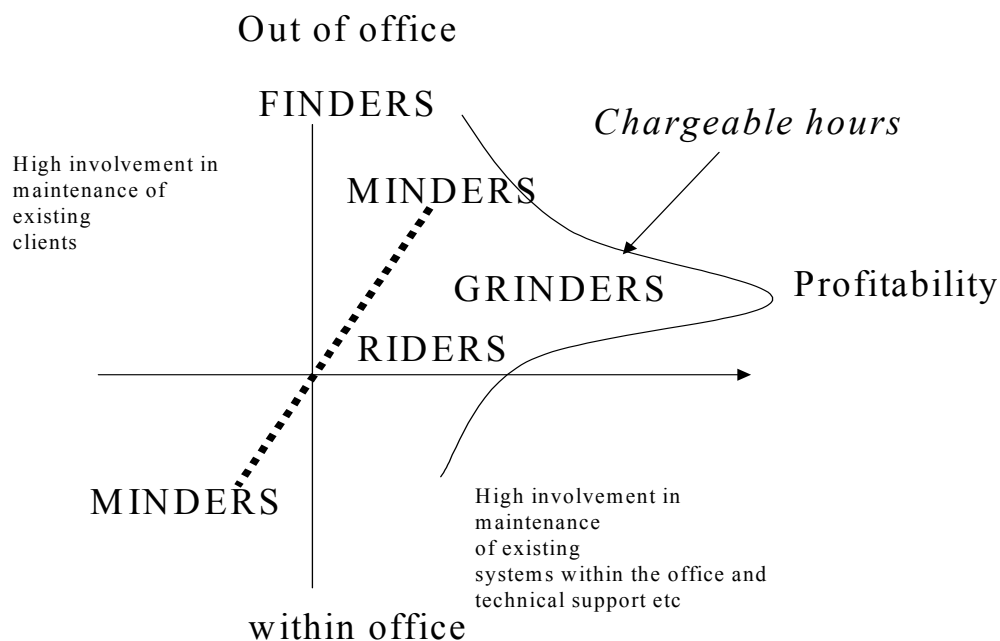 Out of office
FINDERS
Chargeable hours
High involvement in
maintenance of
existing
clients
MINDERS
GRINDERS
Profitability
RIDERS
MINDERS
High involvement in
maintenance
of existing
systems within the office and
technical support etc
within office